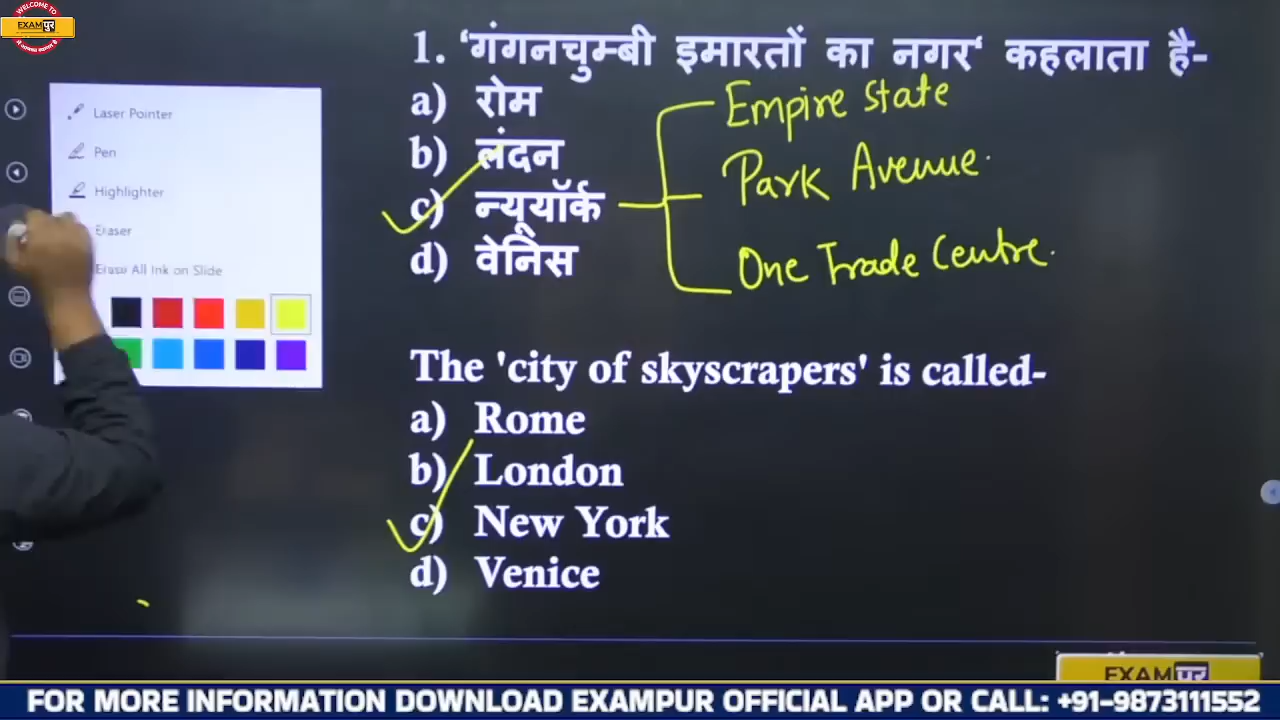 WELCOME TO
EXAMपुर
Laser Pointer
Pen
Highlighter
Eraser
Erase All Ink on Slide
1. 'गंगनचुम्बी इमारतों का नगर' कहलाता है-
a) रोम
b) लंदन
c) न्यूयॉर्क
d) वेनिस
Empire State
Park Avenue.
One Trade Centre.
The 'city of skyscrapers' is called-
a) Rome
b) London
c) New York
d) Venice
EXAMपुर
FOR MORE INFORMATION DOWNLOAD EXAMPUR OFFICIAL APP OR CALL: +91-9873111552